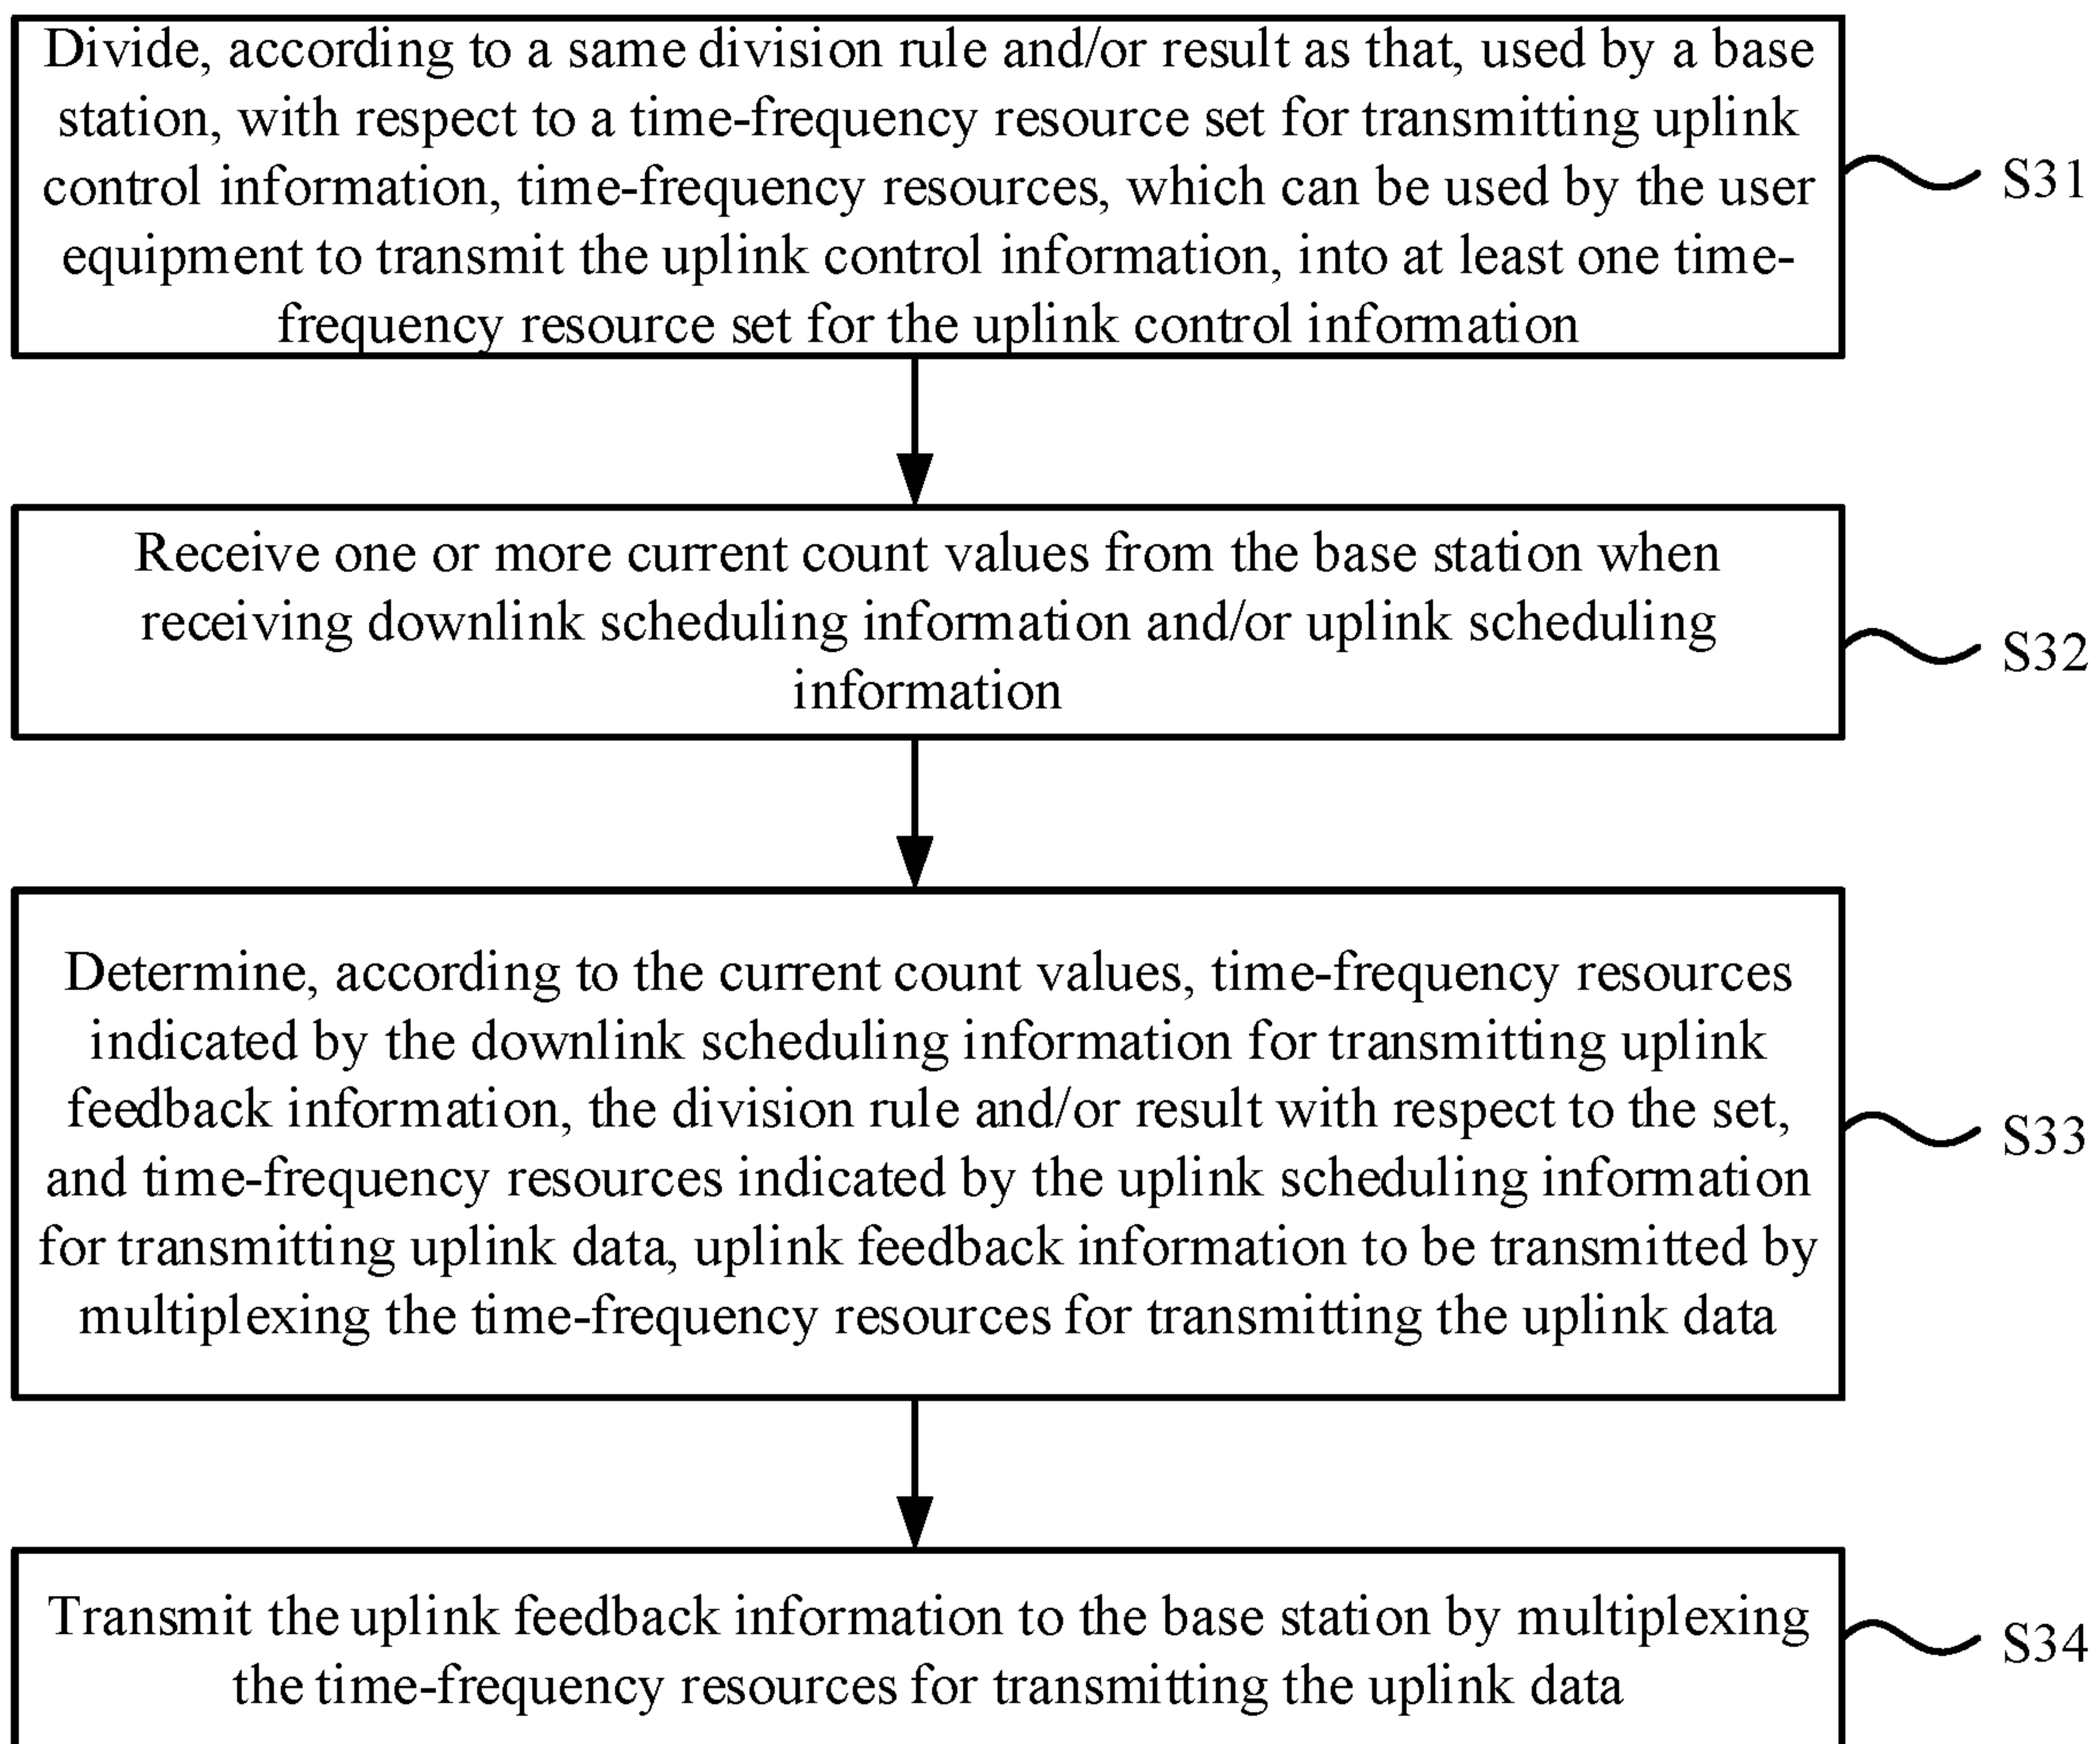 Divide, according to a same division rule and/or result as that, used by a base
station, with respect to a time-frequency resource set for transmitting uplink
control information, time-frequency resources, which can be used by the user
equipment to transmit the uplink control information, into at least one time-
frequency resource set for the uplink control information
S31
Receive one or more current count values from the base station when
receiving downlink scheduling information and/or uplink scheduling
information
S32
Determine, according to the current count values, time-frequency resources
indicated by the downlink scheduling information for transmitting uplink
feedback information, the division rule and/or result with respect to the set,
and time-frequency resources indicated by the uplink scheduling information
for transmitting uplink data, uplink feedback information to be transmitted by
multiplexing the time-frequency resources for transmitting the uplink data
S33
Transmit the uplink feedback information to the base station by multiplexing
the time-frequency resources for transmitting the uplink data
S34